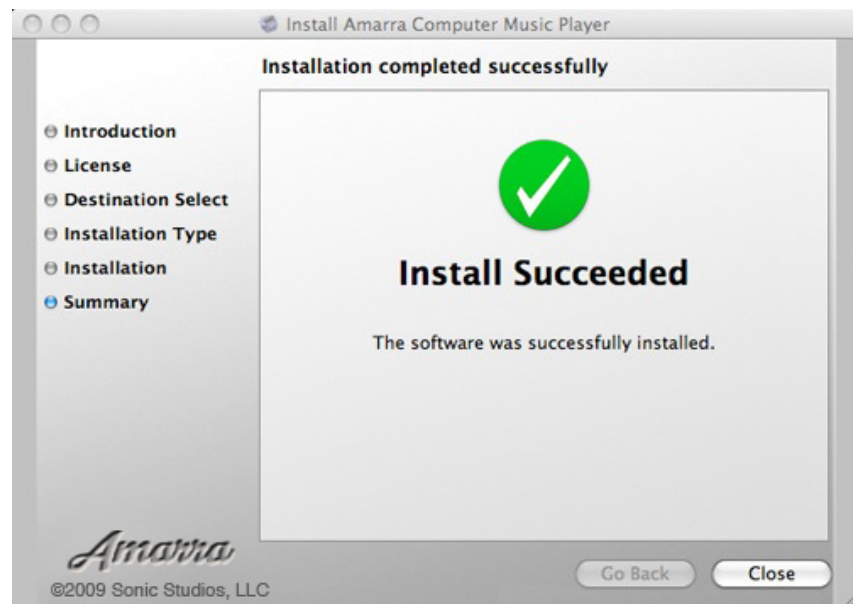 Install Amarra Computer Music Player
Installation completed successfully
Introduction
License
Destination Select
Installation Type
Installation
Summary
Install Succeeded
The software was successfully installed.
Amarra
©2009 Sonic Studios, LLC
Go Back
Close